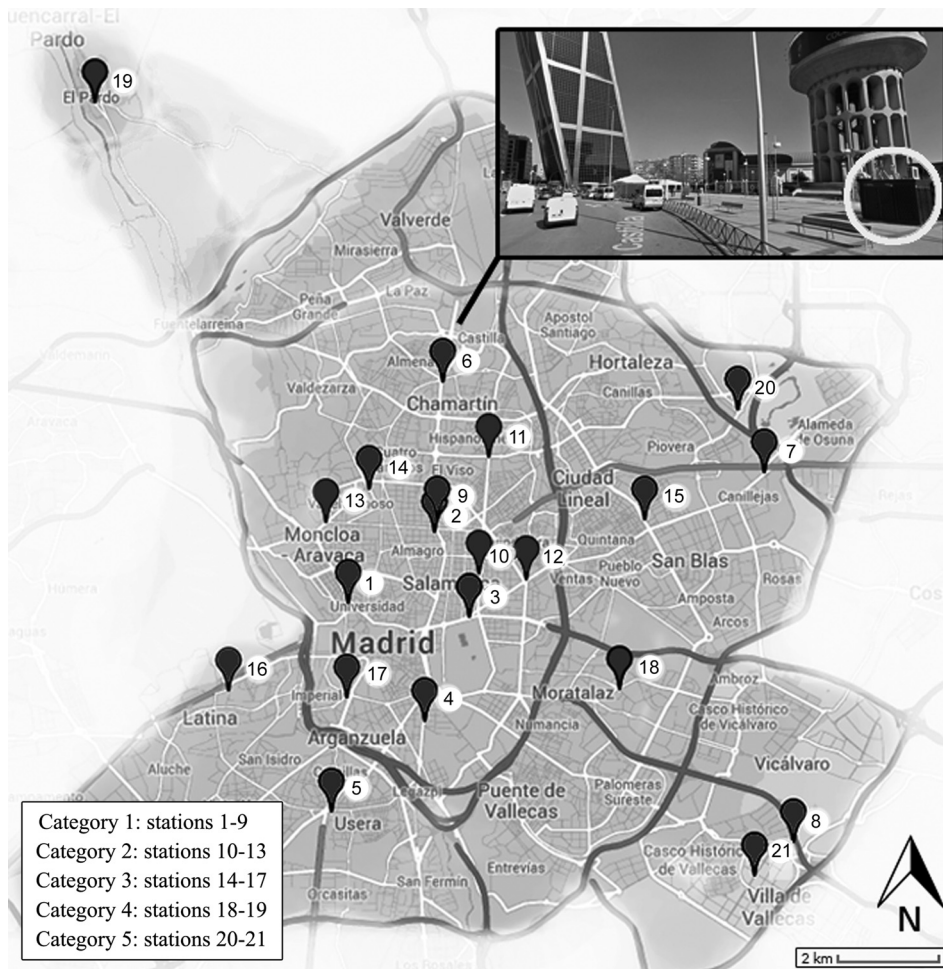 Pardo
19
El Pardo
Castilla
Valverde
Mirasierra
La Paz
Peña
Grande
Fuentelarreina
Apostol
Santiago
Castilla
6
Hortaleza
Valdezarza
Canillas
20
Chamartín
11
Alameda
de Osuna
Piovera
7
14
El Viso
Ciudad
Lineal
9
13
15
Canillejas
2
Moncloa
- Aravaca
Almagro
Quintana
10
12
San Blas
1
Ventas
Pueblo
Nuevo
Rosas
3
Universidad
Amposta
Arcos
Madrid
16
17
18
Imperial
Ambroz
Latina
4
Moratalaz
Casco Histórico
de Vicálvaro
Arganzuela
Numancia
San Isidro
Aluche
Vicálvaro
5
Legazpi
Puente de
Vallecas
Palomeras
Sureste
Usera
8
Casco Histórico
de Vallecas
21
Entrevías
San Fermín
Villa de
Vallecas
Orcasitas
Los Rosales
Category 1: stations 1-9
Category 2: stations 10-13
Category 3: stations 14-17
Category 4: stations 18-19
Category 5: stations 20-21
N
2 km